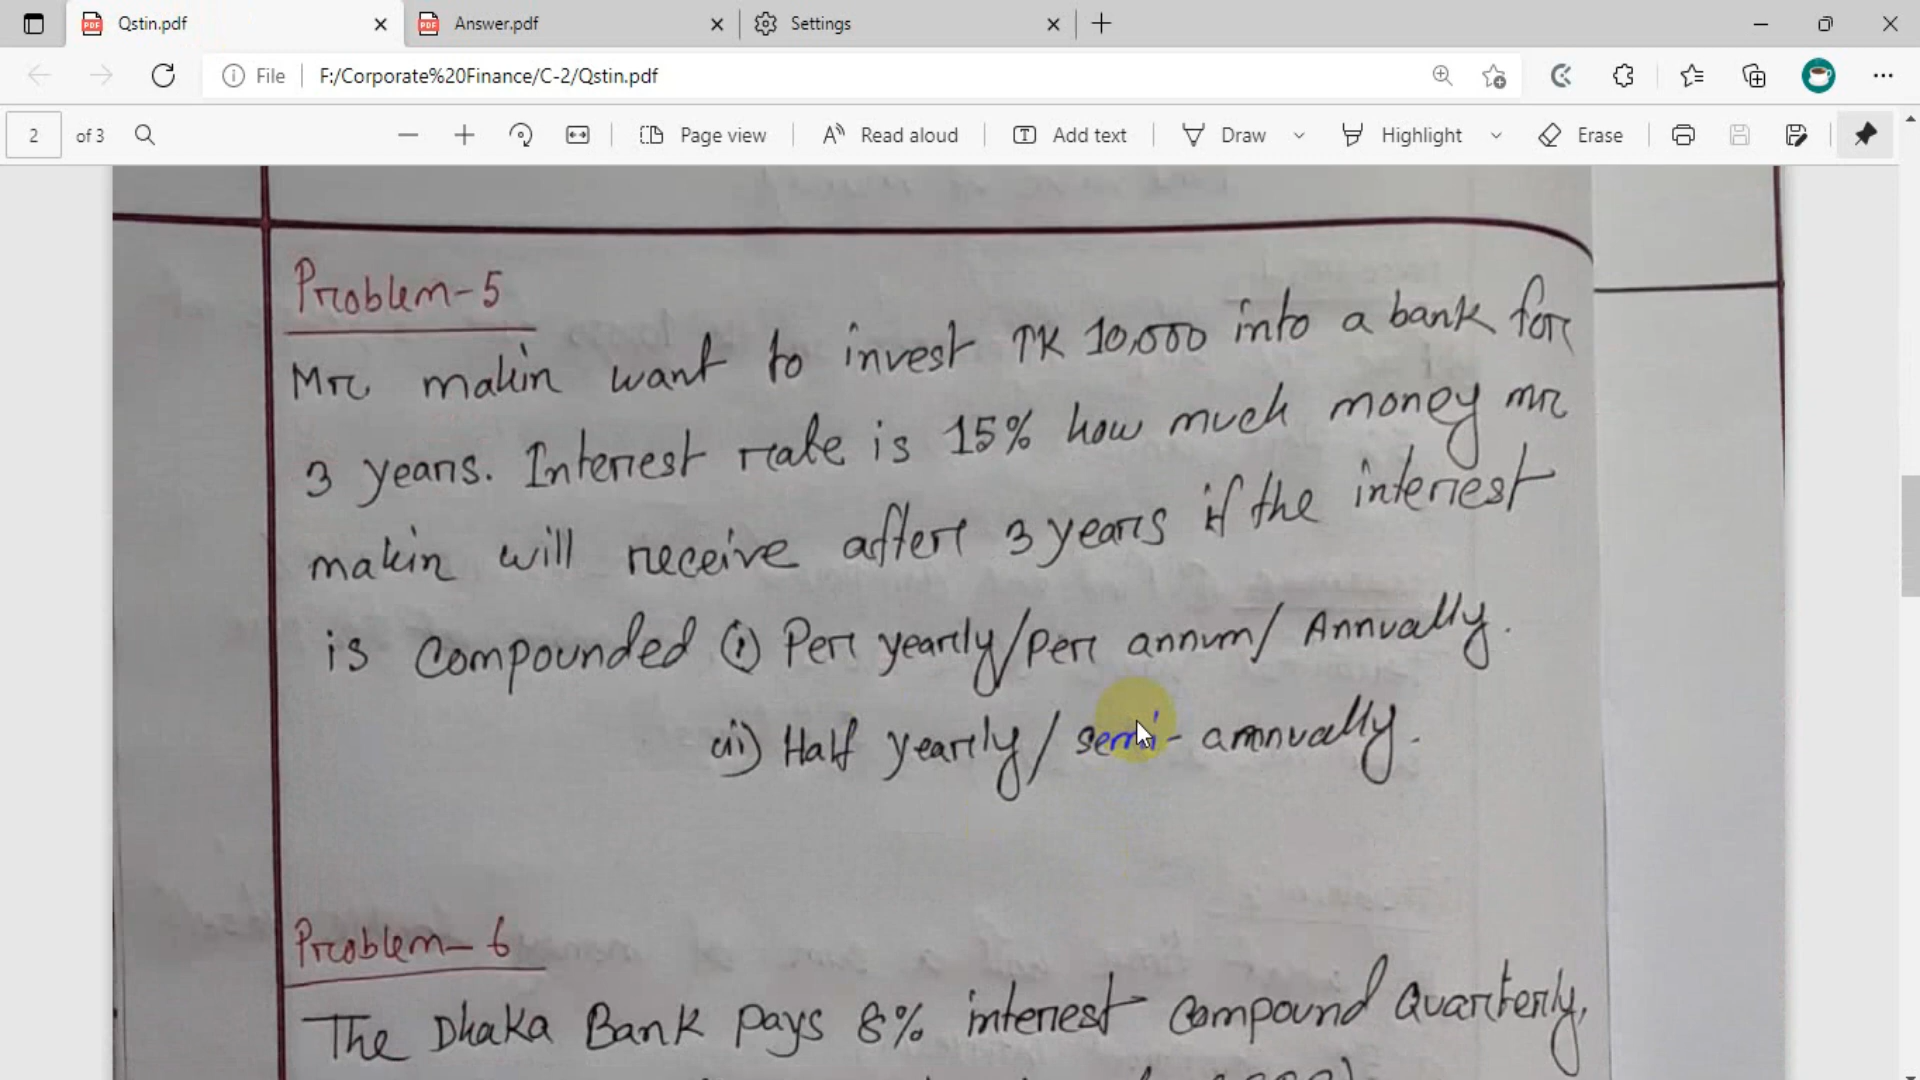 Qstin.pdf
Answer.pdf
Settings
File
F:/Corporate%20Finance/C-2/Qstin.pdf
2 of 3
Page view
Read aloud
Add text
Draw
Highlight
Erase
Problem-5
Mr. makin want to invest TK 10,000 into a bank for
3 years. Interest rate is 15% how much money mr
makin will receive after 3 years if the interest
is compounded (i) Per yearly/per annum/ Annually.
(ii) Half yearly/ semi-annually.
Problem-6
The Dhaka Bank pays 8% interest compound Quarterly,